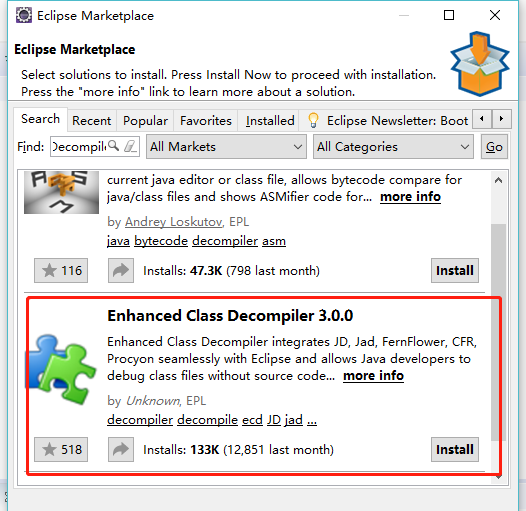 Eclipse Marketplace
Eclipse Marketplace
Select solutions to install. Press Install Now to proceed with installation.
Press the "more info" link to learn more about a solution.
Search Recent Popular Favorites Installed Eclipse Newsletter: Boot
Find: Decompile All Markets All Categories Go
current java editor or class file, allows bytecode compare for
java/class files and shows ASMifier code for... more info
by Andrey Loskutov, EPL
java bytecode decompiler asm
116 Installs: 47.3K (798 last month) Install
Enhanced Class Decompiler 3.0.0
Enhanced Class Decompiler integrates JD, Jad, FernFlower, CFR,
Procyon seamlessly with Eclipse and allows Java developers to
debug class files without source code... more info
by Unknown, EPL
decompiler decompile ecd JD jad ...
518 Installs: 133K (12,851 last month) Install